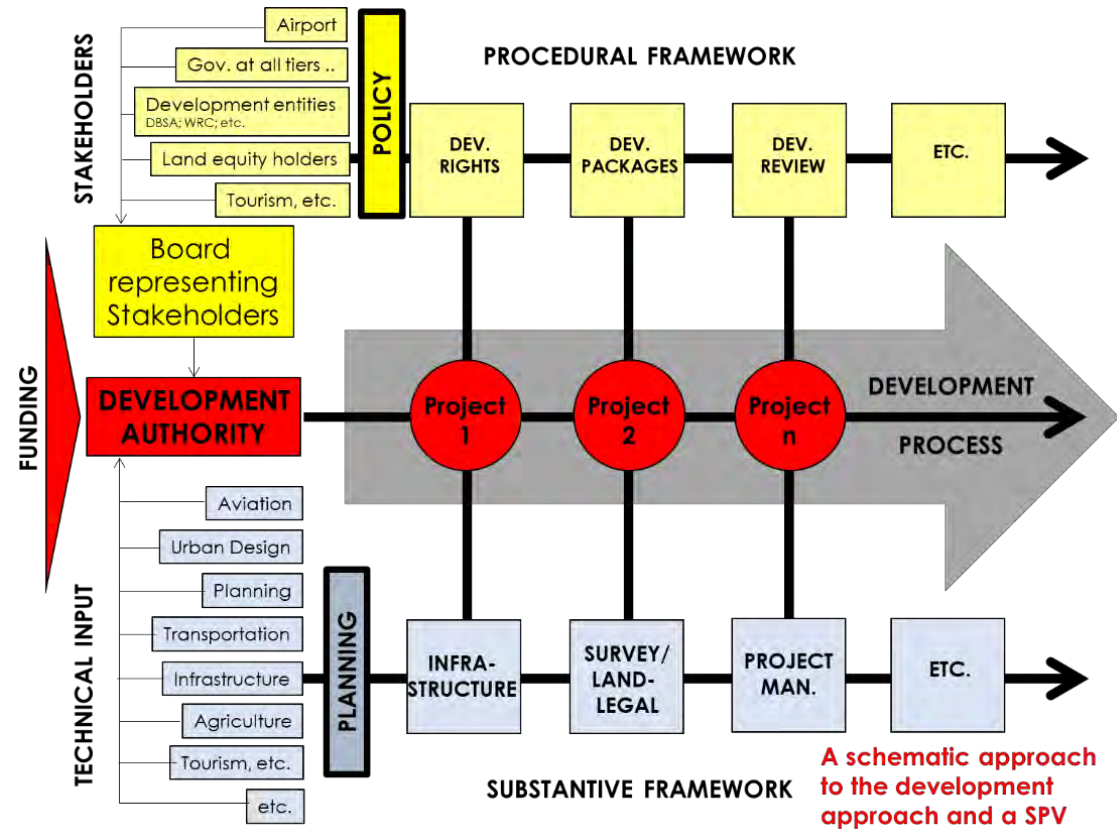 STAKEHOLDERS
Airport
Gov. at all tiers ..
Development entities
DBSA; WRC; etc.
Land equity holders
Tourism, etc.
POLICY
PROCEDURAL FRAMEWORK
DEV.
RIGHTS
DEV.
PACKAGES
DEV.
REVIEW
ETC.
Board
representing
Stakeholders
FUNDING
DEVELOPMENT
AUTHORITY
Project
1
Project
2
Project
n
DEVELOPMENT
PROCESS
TECHNICAL INPUT
Aviation
Urban Design
Planning
Transportation
Infrastructure
Agriculture
Tourism, etc.
etc.
PLANNING
INFRA-
STRUCTURE
SURVEY/
LAND-
LEGAL
PROJECT
MAN.
ETC.
SUBSTANTIVE FRAMEWORK
A schematic approach
to the development
approach and a SPV